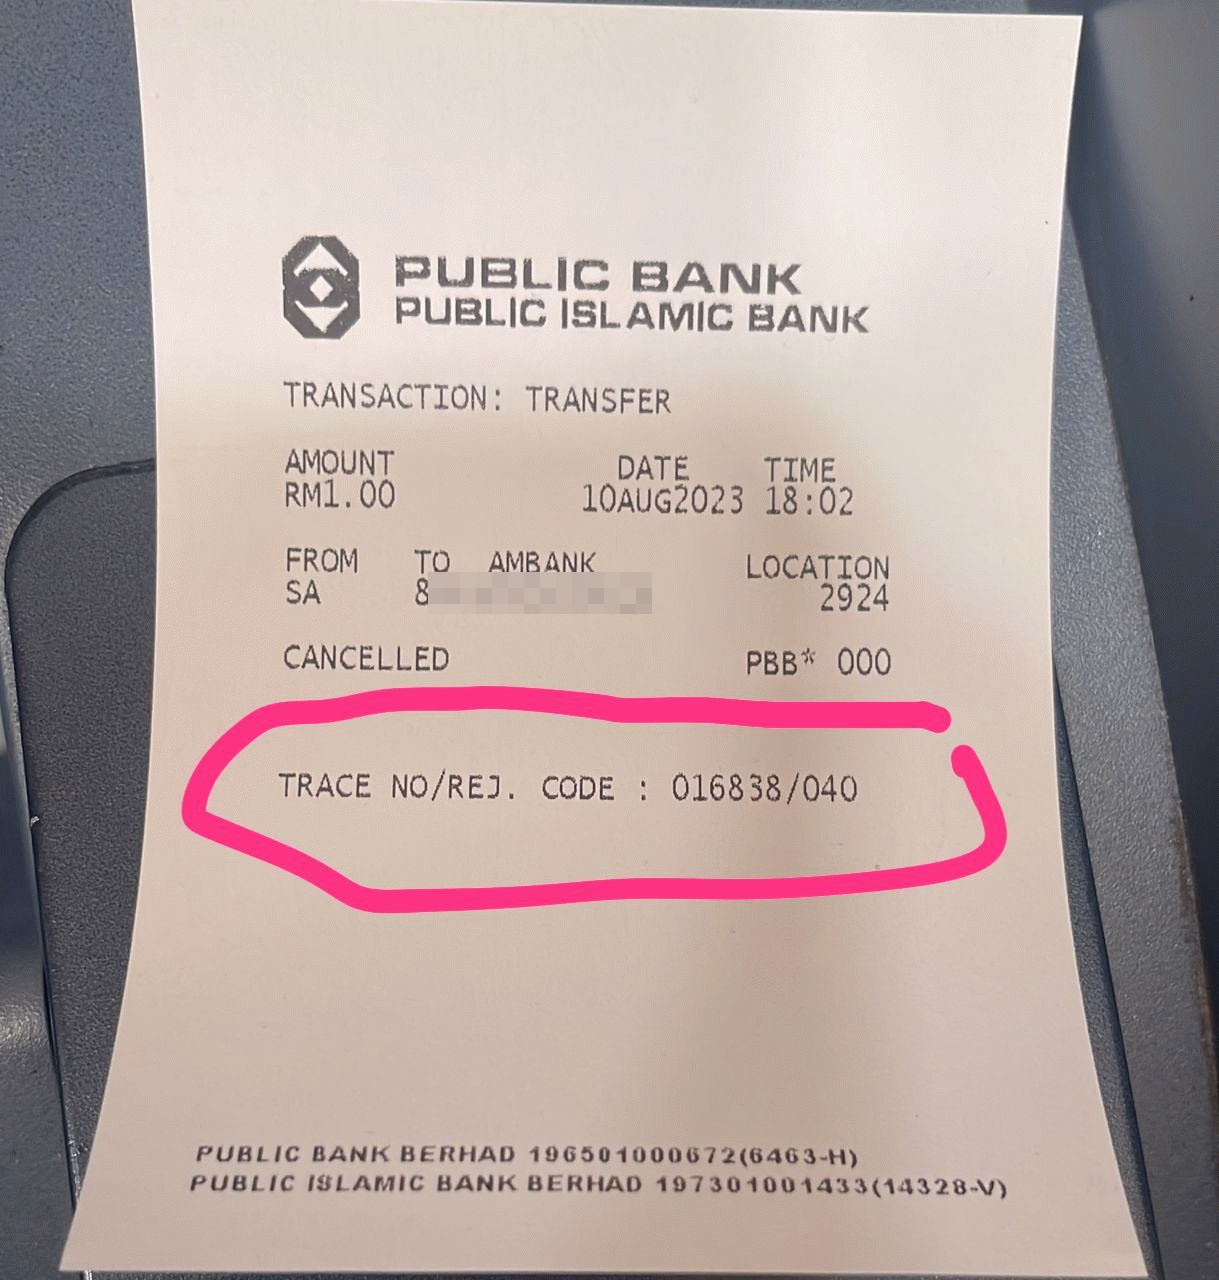 PUBLIC BANK
PUBLIC ISLAMIC BANK
TRANSACTION: TRANSFER
AMOUNT DATE TIME
RM1.00 10AUG2023 18:02
FROM TO AMBANK LOCATION
SA 8 2924
CANCELLED PBB* 000
TRACE NO/REJ. CODE : 016838/040
PUBLIC BANK BERHAD 196501000672(6463-H)
PUBLIC ISLAMIC BANK BERHAD 197301001433(14328-V)